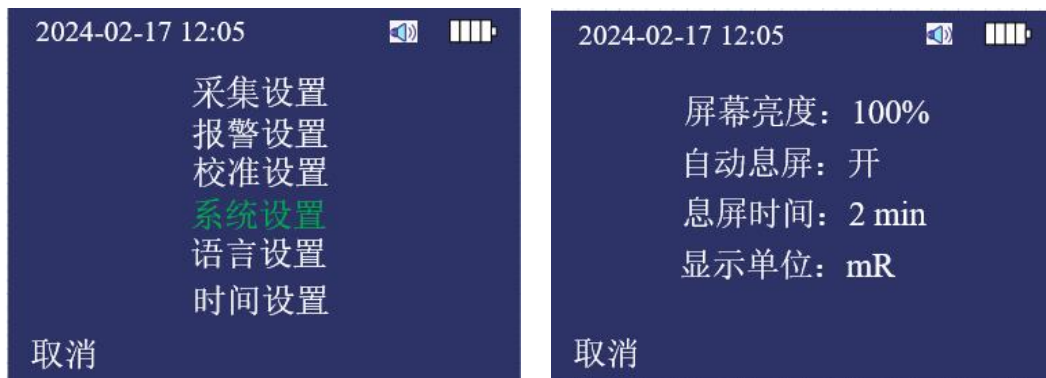 2024-02-17 12:05
采集设置
报警设置
校准设置
系统设置
语言设置
时间设置
取消
2024-02-17 12:05
屏幕亮度：100%
自动息屏：开
息屏时间：2 min
显示单位：mR
取消